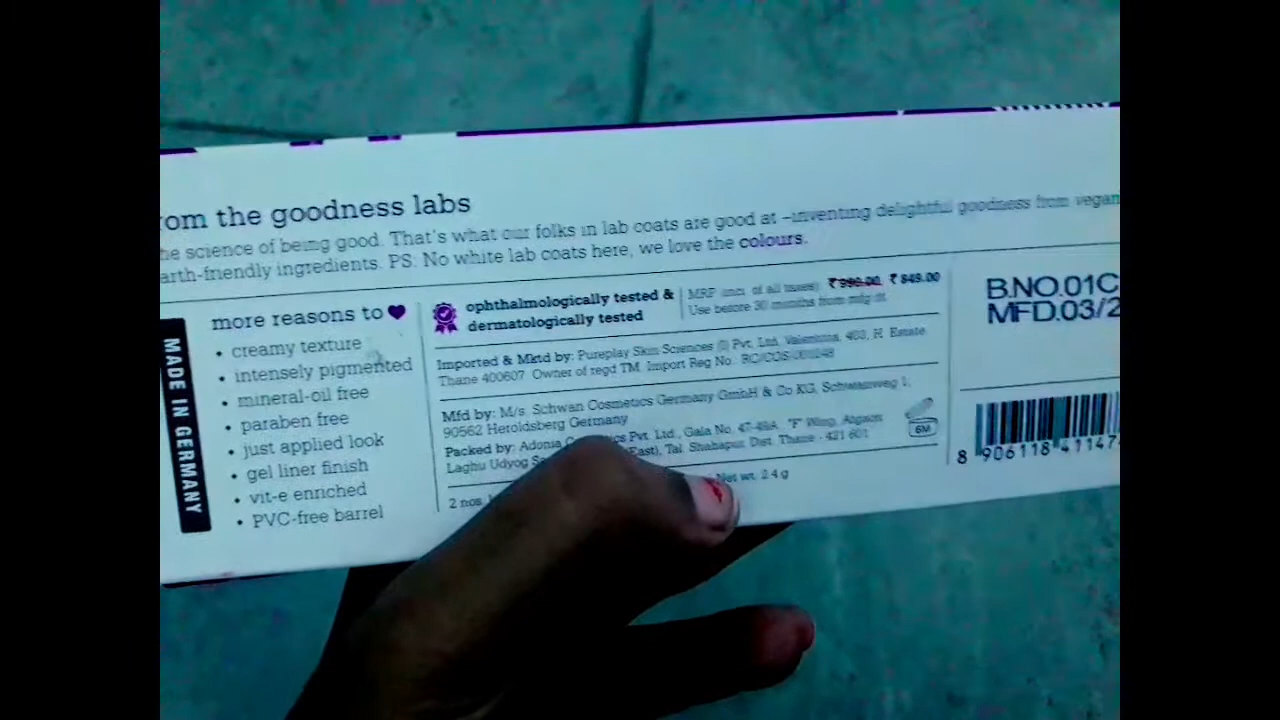 om the goodness labs
he science of being good. That's what our folks in lab coats are good at –inventing delightful goodness from vegan
arth-friendly ingredients. PS. No white lab coats here, we love the colours.
MADE IN GERMANY
more reasons to
• creamy texture
• intensely pigmented
• mineral-oil free
• paraben free
• just applied look
• gel liner finish
• vit-e enriched
• PVC-free barrel
ophthalmologically tested &
dermatologically tested
MRP (incl. of all taxes) ₹ 999.00 ₹ 849.00
Use before 30 months from mfg dt.
Imported & Mktd by: Pureplay Skin Sciences (I) Pvt. Ltd. Valentina, 403, H. Estate
Thane 400607 Owner of regd TM. Import Reg No.
Mfd by: M/s. Schwan Cosmetics Germany GmbH & Co KG, Schwanweg 1,
90562 Heroldsberg Germany
Packed by: Adonia Pvt. Ltd., Gala No. 47-49A, "F" Wing,
Laghu Udyog East), Tal. Shahapur, Dist. Thane - 421 601
2 nos. Net wt. 2.4 g
6M
B.NO.01C
MFD.03/2
8 906118 41147